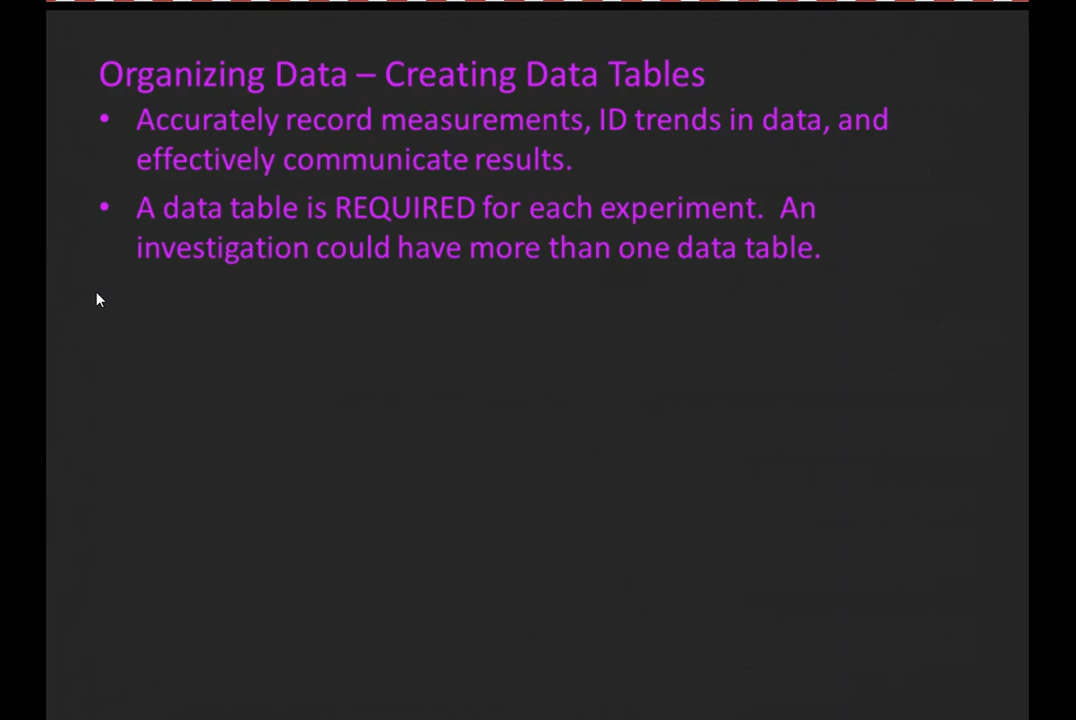 Organizing Data – Creating Data Tables
• Accurately record measurements, ID trends in data, and
effectively communicate results.
• A data table is REQUIRED for each experiment.  An
investigation could have more than one data table.